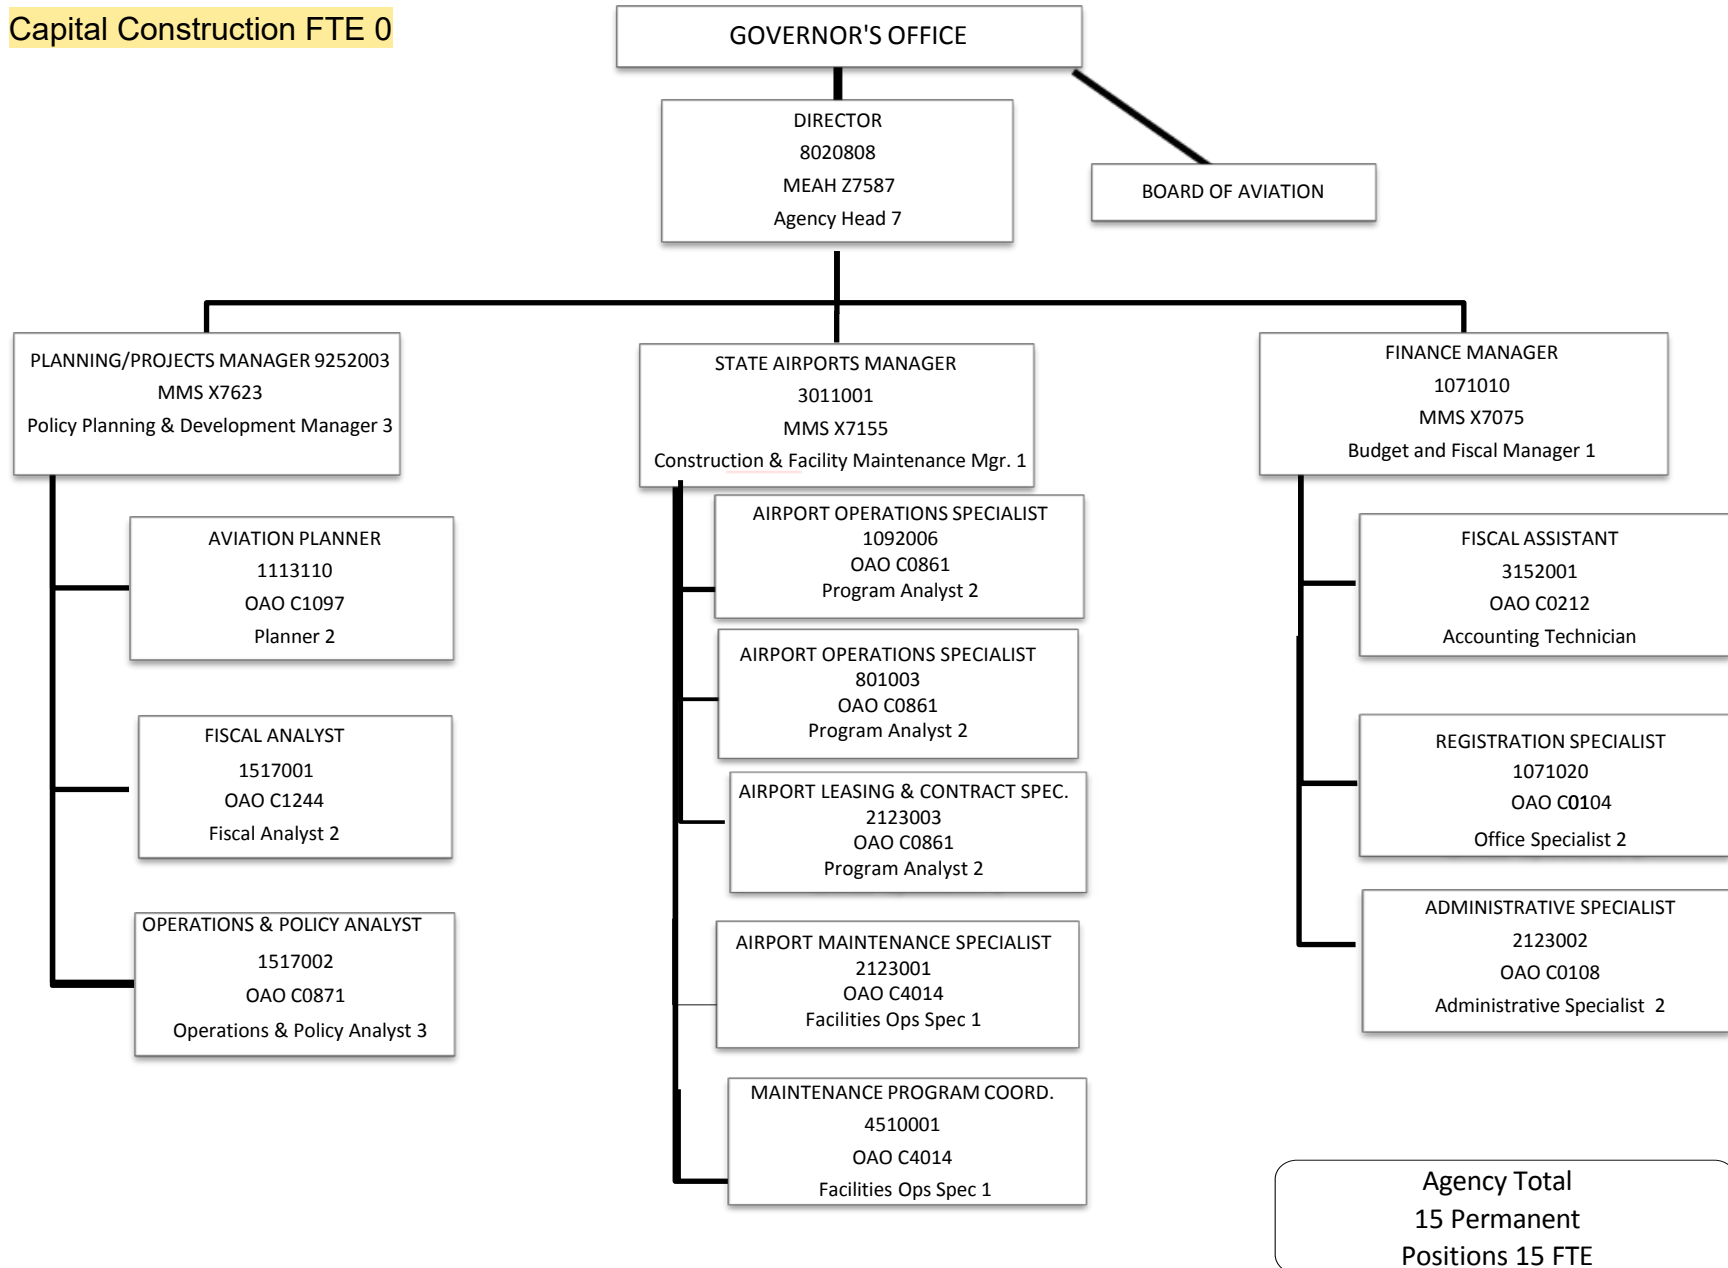 Capital Construction FTE 0
GOVERNOR'S OFFICE
DIRECTOR
8020808
MEAH Z7587
Agency Head 7
BOARD OF AVIATION
PLANNING/PROJECTS MANAGER 9252003
MMS X7623
Policy Planning & Development Manager 3
STATE AIRPORTS MANAGER
3011001
MMS X7155
Construction & Facility Maintenance Mgr. 1
FINANCE MANAGER
1071010
MMS X7075
Budget and Fiscal Manager 1
AVIATION PLANNER
1113110
OAO C1097
Planner 2
FISCAL ANALYST
1517001
OAO C1244
Fiscal Analyst 2
OPERATIONS & POLICY ANALYST
1517002
OAO C0871
Operations & Policy Analyst 3
AIRPORT OPERATIONS SPECIALIST
1092006
OAO C0861
Program Analyst 2
AIRPORT OPERATIONS SPECIALIST
801003
OAO C0861
Program Analyst 2
AIRPORT LEASING & CONTRACT SPEC.
2123003
OAO C0861
Program Analyst 2
AIRPORT MAINTENANCE SPECIALIST
2123001
OAO C4014
Facilities Ops Spec 1
MAINTENANCE PROGRAM COORD.
4510001
OAO C4014
Facilities Ops Spec 1
FISCAL ASSISTANT
3152001
OAO C0212
Accounting Technician
REGISTRATION SPECIALIST
1071020
OAO C0104
Office Specialist 2
ADMINISTRATIVE SPECIALIST
2123002
OAO C0108
Administrative Specialist 2
Agency Total
15 Permanent
Positions 15 FTE